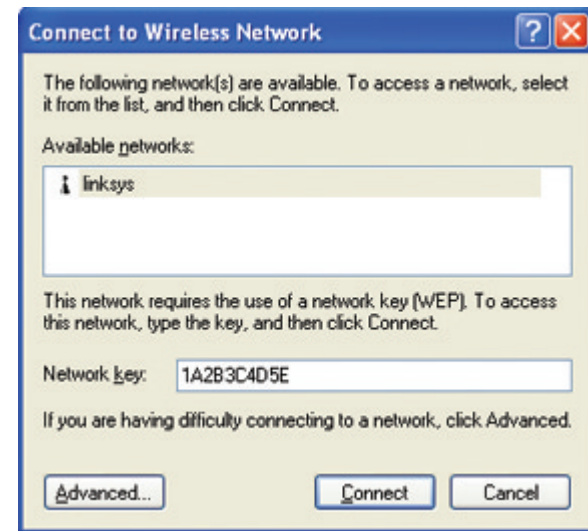 Connect to Wireless Network
The following network(s) are available. To access a network, select
it from the list, and then click Connect.
Available networks:
linksys
This network requires the use of a network key (WEP). To access
this network, type the key, and then click Connect.
Network key: 1A2B3C4D5E
If you are having difficulty connecting to a network, click Advanced.
Advanced... Connect Cancel